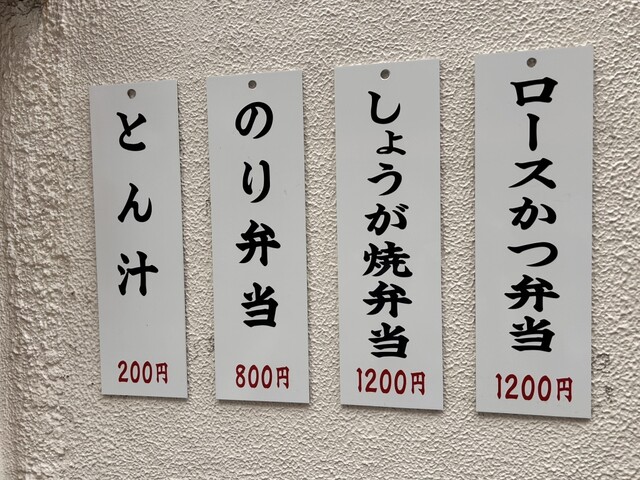 ロースかつ弁当
1200円
しょうが焼弁当
1200円
のり弁当
800円
とん汁
200円